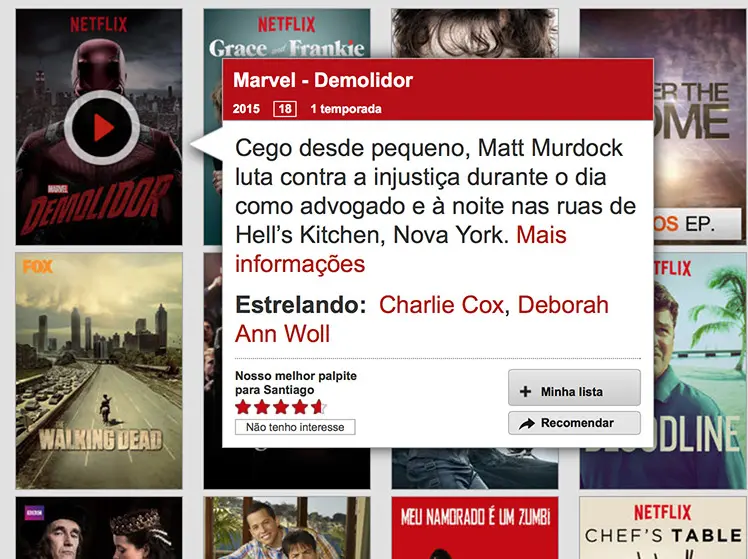 NETFLIX
MARVEL
DEMOLIDOR
NETFLIX
Grace and Frankie
Marvel - Demolidor
2015 18 1 temporada
Cego desde pequeno, Matt Murdock
luta contra a injustiça durante o dia
como advogado e à noite nas ruas de
Hell's Kitchen, Nova York. Mais
informações
Estrelando: Charlie Cox, Deborah
Ann Woll
Nosso melhor palpite
para Santiago
Não tenho interesse
+ Minha lista
Recomendar
ER THE
OME
OS EP.
FOX
THE WALKING DEAD
TFLIX
ODLINE
BBC
MEU NAMORADO É UM ZUMBI
NETFLIX
CHEF'S TABLE